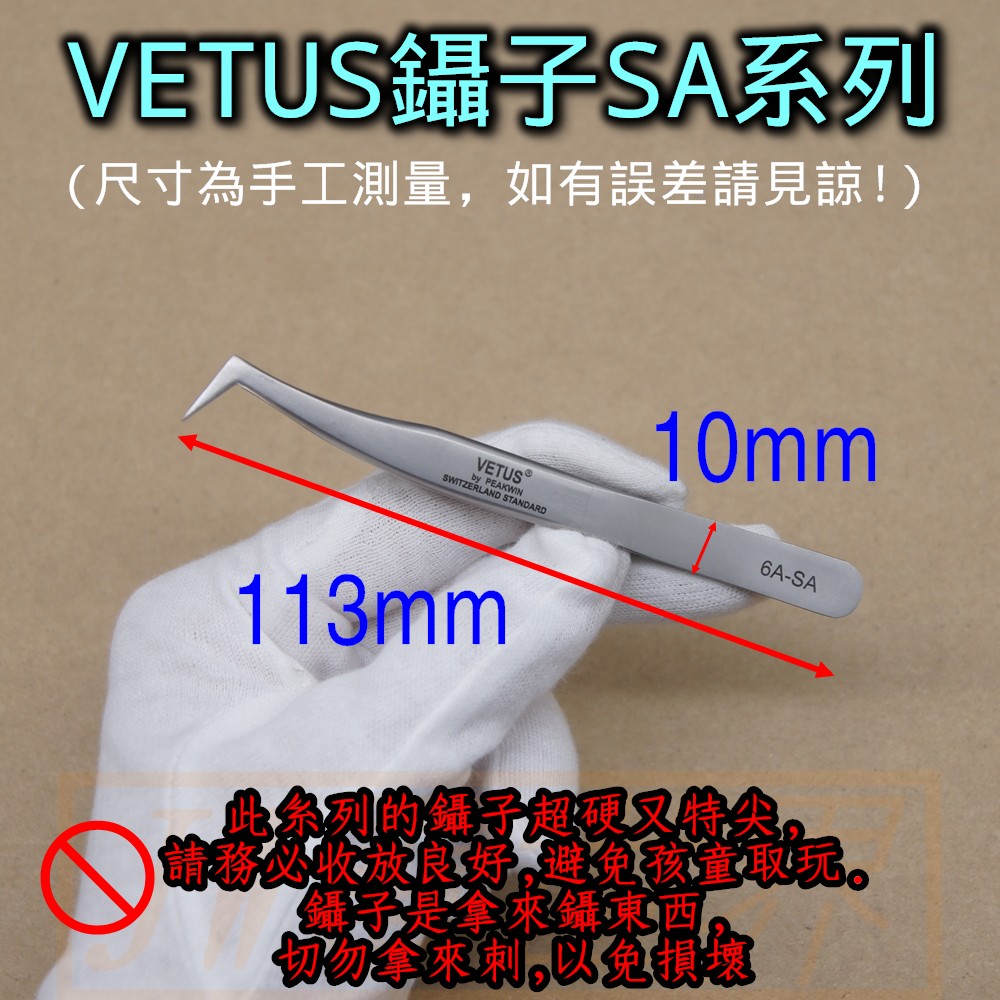 VETUS鑷子SA系列
(尺寸為手工測量，如有誤差請見諒!)
10mm
VETUS®
by PEAKWIN
SWITZERLAND STANDARD
6A-SA
113mm
此系列的鑷子超硬又特尖,
請務必收放良好,避免孩童取玩。
鑷子是拿來鑷東西,
切勿拿來刺,以免損壞